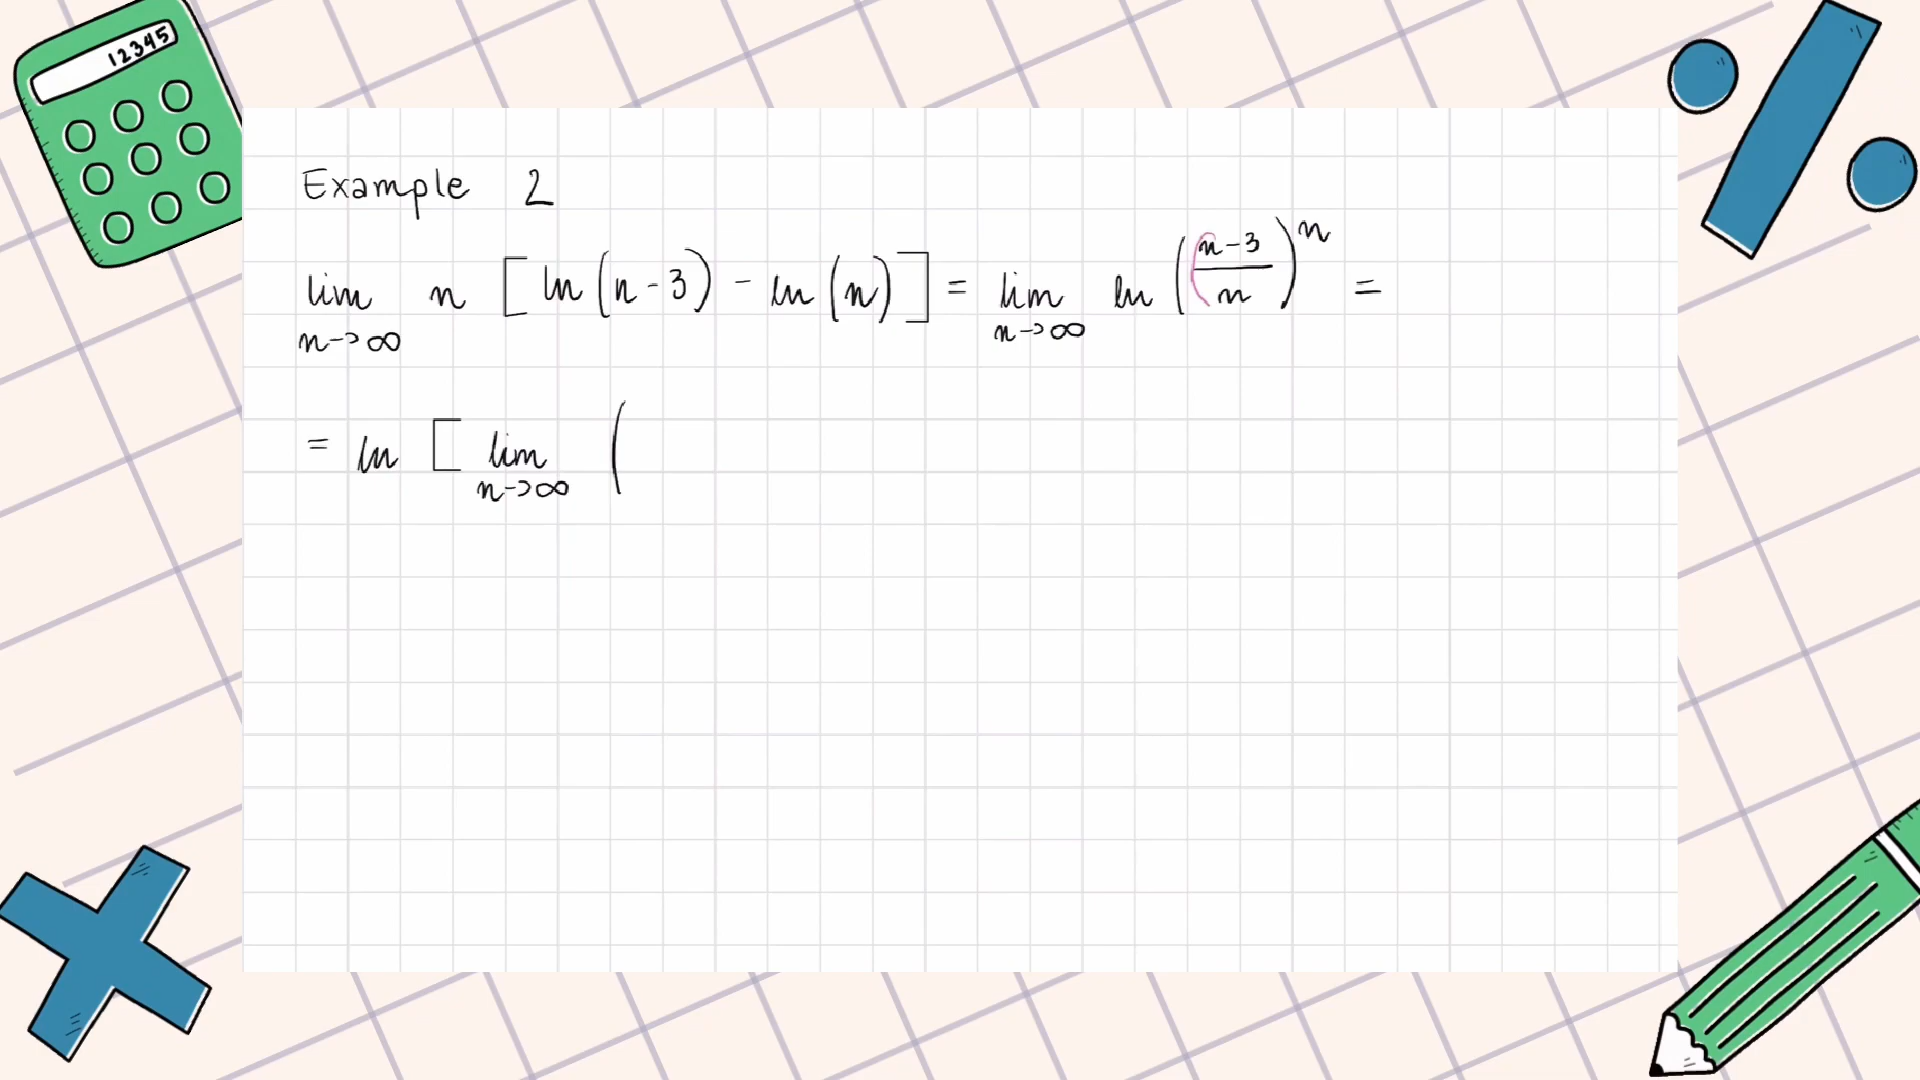 12345
Example 2
lim n→∞ n [ln(n-3) - ln(n)] = lim n→∞ ln((n-3)/n)^n =
= ln [lim n→∞ (